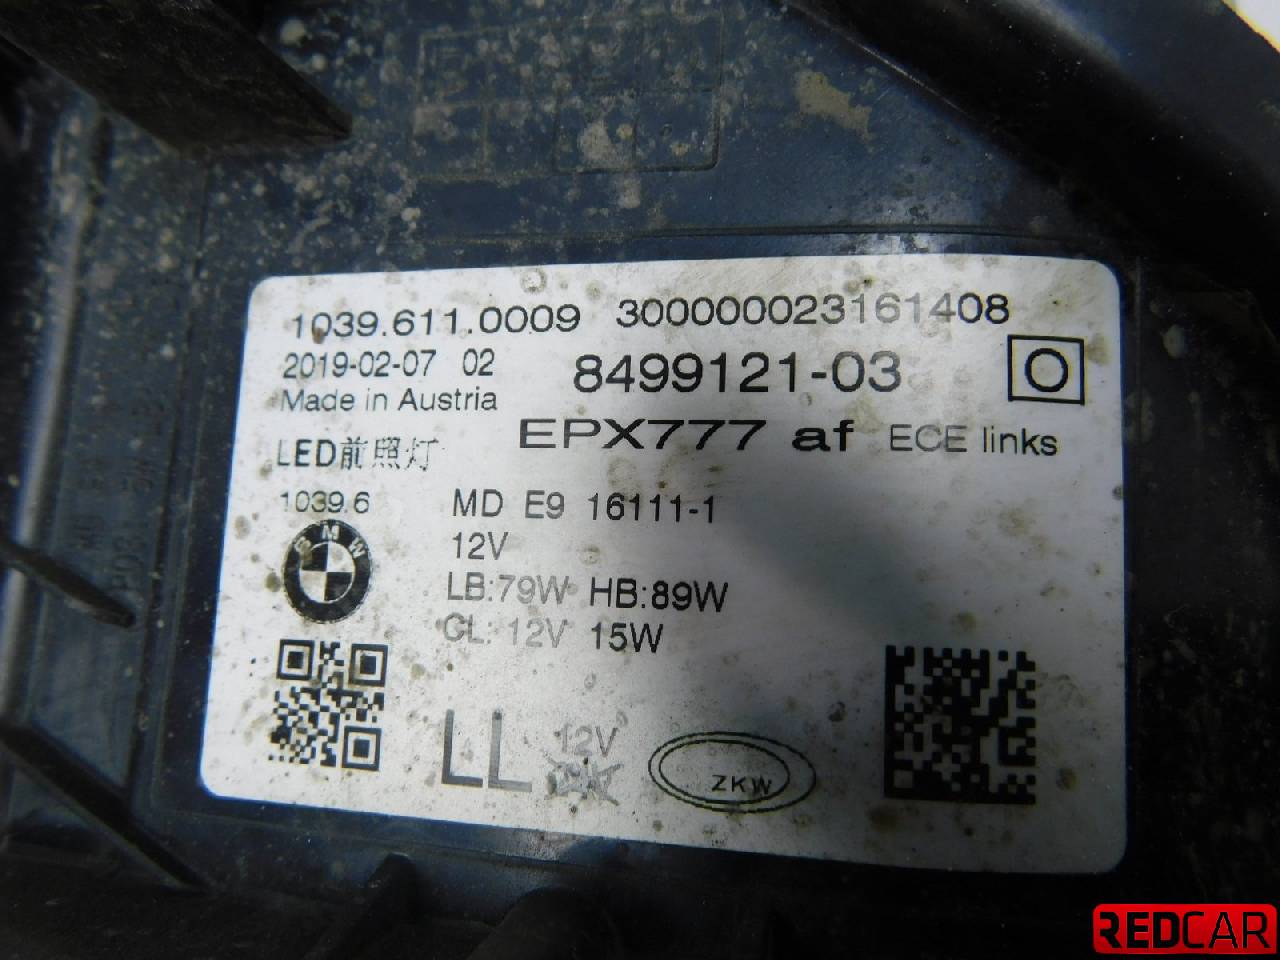 1039.611.0009 300000023161408
2019-02-07 02 8499121-03 O
Made in Austria
EPX777 af ECE links
LED前照灯
1039.6 MD E9 16111-1
BMW
12V
LB:79W HB:89W
GL: 12V 15W
LL 12V
ZKW
REDCAR